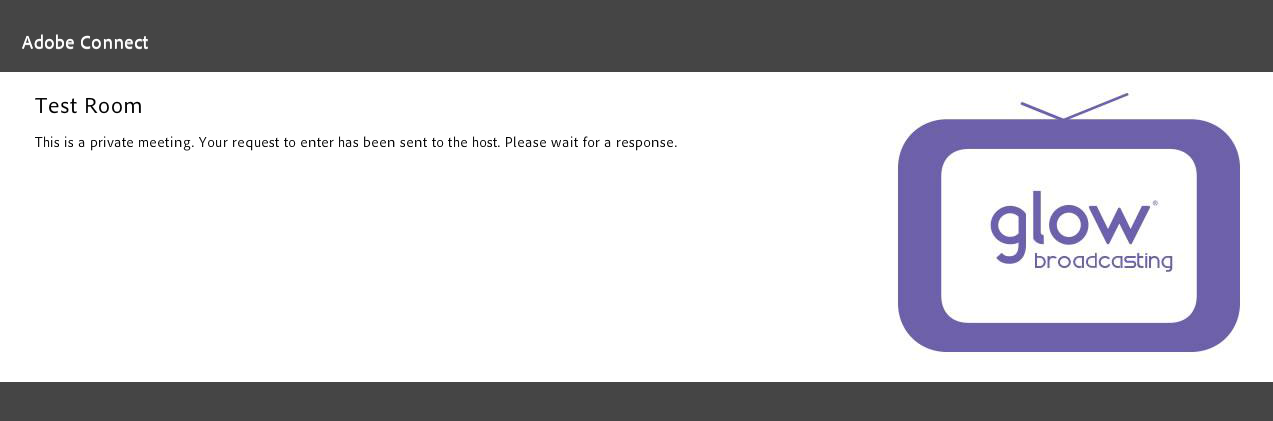 Adobe Connect
Test Room
This is a private meeting. Your request to enter has been sent to the host. Please wait for a response.
glow®
broadcasting